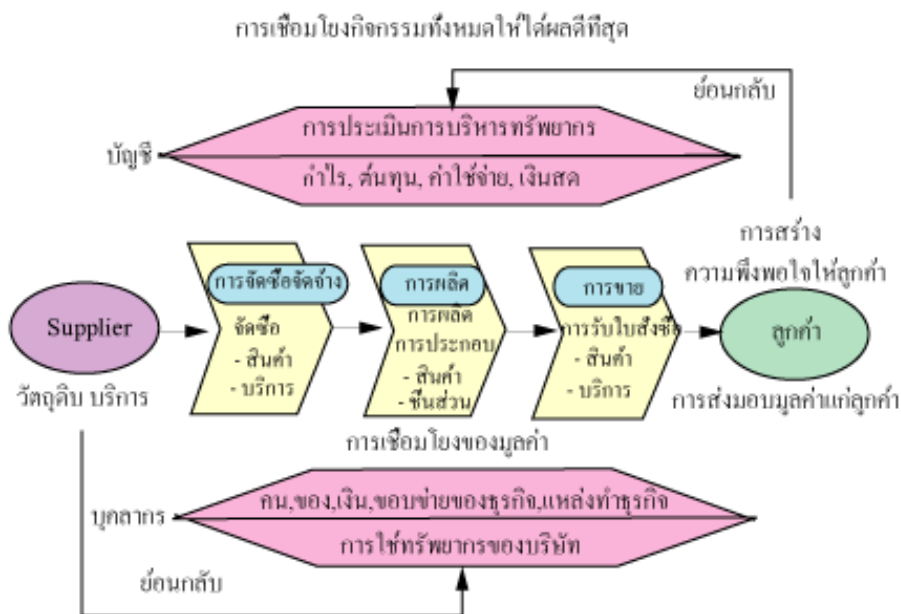 การเชื่อมโยงกิจกรรมทั้งหมดให้ได้ผลดีที่สุด
ย้อนกลับ
การประเมินการบริหารทรัพยากร
บัญชี
กำไร, ต้นทุน, ค่าใช้จ่าย, เงินสด
การสร้าง
ความพึงพอใจให้ลูกค้า
การจัดซื้อจัดจ้าง
จัดซื้อ
- สินค้า
- บริการ
การผลิต
การผลิต
การประกอบ
- สินค้า
- ชิ้นส่วน
การขาย
การรับใบสั่งซื้อ
- สินค้า
- บริการ
Supplier
ลูกค้า
วัตถุดิบ บริการ
การส่งมอบมูลค่าแก่ลูกค้า
การเชื่อมโยงของมูลค่า
คน,ของ,เงิน,ขอบข่ายของธุรกิจ,แหล่งทำธุรกิจ
บุคลากร
การใช้ทรัพยากรของบริษัท
ย้อนกลับ